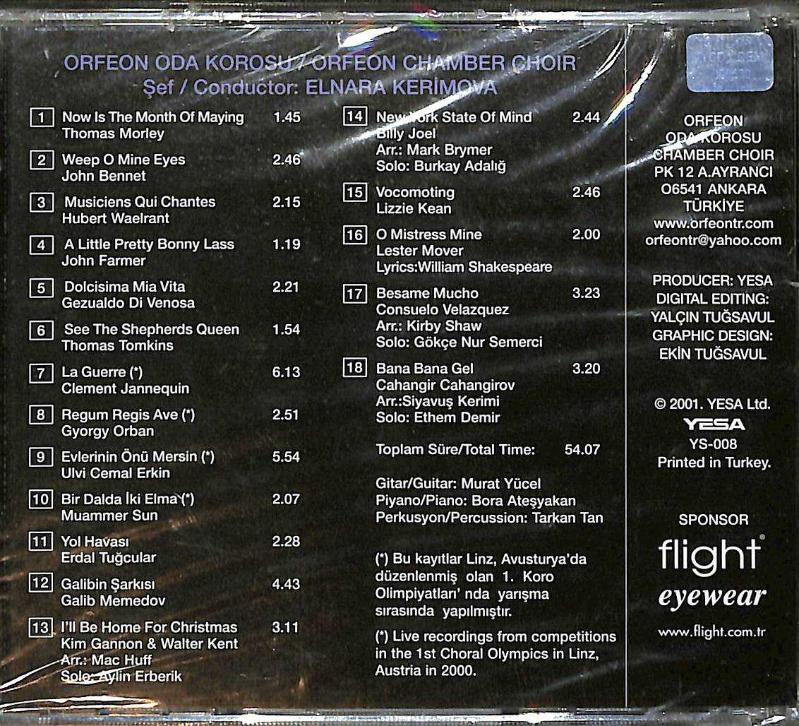 ORFEON ODA KOROSU / ORFEON CHAMBER CHOIR
Şef / Conductor: ELNARA KERİMOVA
1 Now Is The Month Of Maying 1.45
Thomas Morley
2 Weep O Mine Eyes 2.46
John Bennet
3 Musiciens Qui Chantes 2.15
Hubert Waelrant
4 A Little Pretty Bonny Lass 1.19
John Farmer
5 Dolcisima Mia Vita 2.21
Gezualdo Di Venosa
6 See The Shepherds Queen 1.54
Thomas Tomkins
7 La Guerre (*) 6.13
Clement Jannequin
8 Regum Regis Ave (*) 2.51
Gyorgy Orban
9 Evlerinin Önü Mersin (*) 5.54
Ulvi Cemal Erkin
10 Bir Dalda İki Elma (*) 2.07
Muammer Sun
11 Yol Havası 2.28
Erdal Tuğcular
12 Galibin Şarkısı 4.43
Galib Memedov
13 I'll Be Home For Christmas 3.11
Kim Gannon & Walter Kent
Arr.: Mac Huff
Solo: Aylin Erberik
14 New York State Of Mind 2.44
Billy Joel
Arr.: Mark Brymer
Solo: Burkay Adalığ
15 Vocomoting 2.46
Lizzie Kean
16 O Mistress Mine 2.00
Lester Mover
Lyrics:William Shakespeare
17 Besame Mucho 3.23
Consuelo Velazquez
Arr.: Kirby Shaw
Solo: Gökçe Nur Semerci
18 Bana Bana Gel 3.20
Cahangir Cahangirov
Arr.:Siyavuş Kerimi
Solo: Ethem Demir
Toplam Süre/Total Time: 54.07
Gitar/Guitar: Murat Yücel
Piyano/Piano: Bora Ateşyakan
Perkusyon/Percussion: Tarkan Tan
(*) Bu kayıtlar Linz, Avusturya'da
düzenlenmiş olan 1. Koro
Olimpiyatları' nda yarışma
sırasında yapılmıştır.
(*) Live recordings from competitions
in the 1st Choral Olympics in Linz,
Austria in 2000.
ORFEON
ODA KOROSU
CHAMBER CHOIR
PK 12 A.AYRANCI
O6541 ANKARA
TÜRKİYE
www.orfeontr.com
orfeontr@yahoo.com
PRODUCER: YESA
DIGITAL EDITING:
YALÇIN TUĞSAVUL
GRAPHIC DESIGN:
EKİN TUĞSAVUL
© 2001. YESA Ltd.
YESA
YS-008
Printed in Turkey.
SPONSOR
flight®
eyewear
www.flight.com.tr